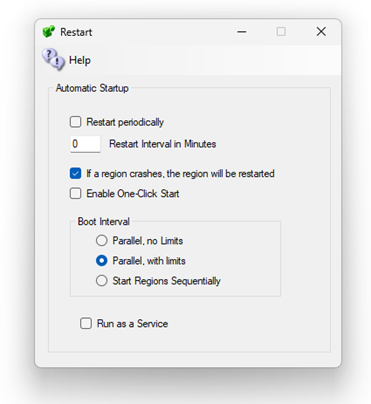 Restart
Help
Automatic Startup
Restart periodically
0 Restart Interval in Minutes
If a region crashes, the region will be restarted
Enable One-Click Start
Boot Interval
Parallel, no Limits
Parallel, with limits
Start Regions Sequentially
Run as a Service